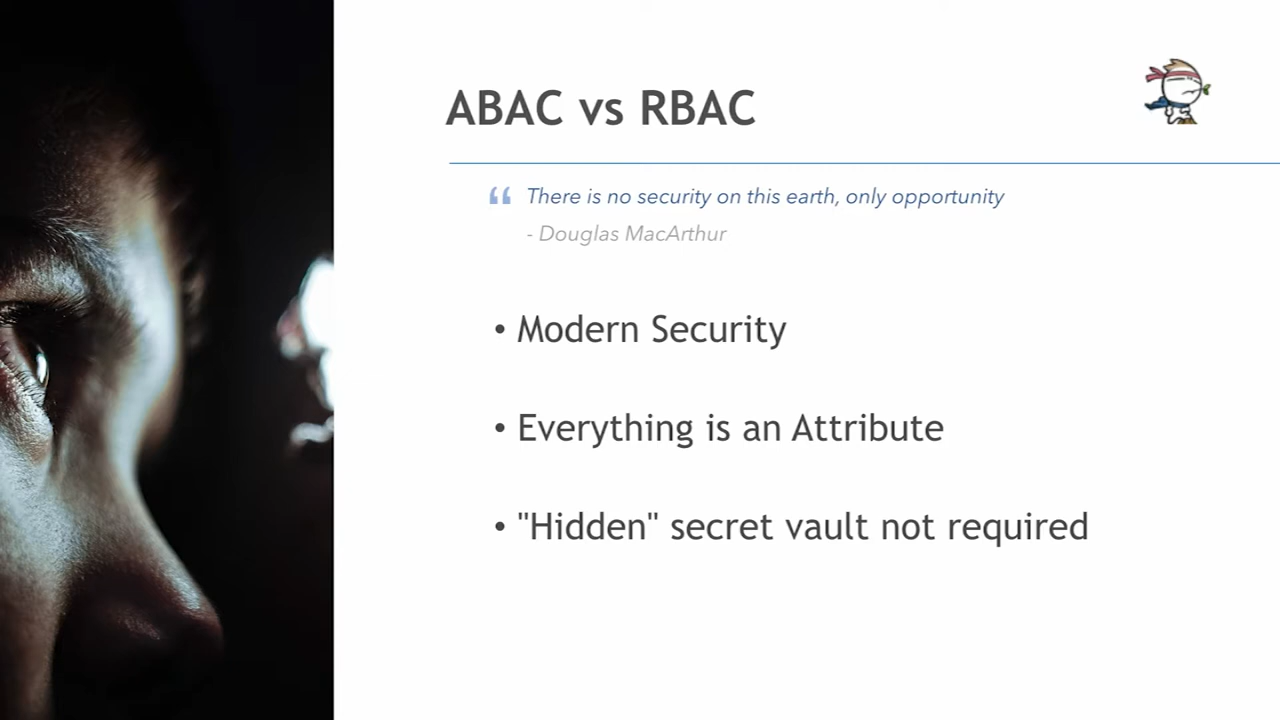 ABAC vs RBAC
“ There is no security on this earth, only opportunity
- Douglas MacArthur
• Modern Security
• Everything is an Attribute
• "Hidden" secret vault not required